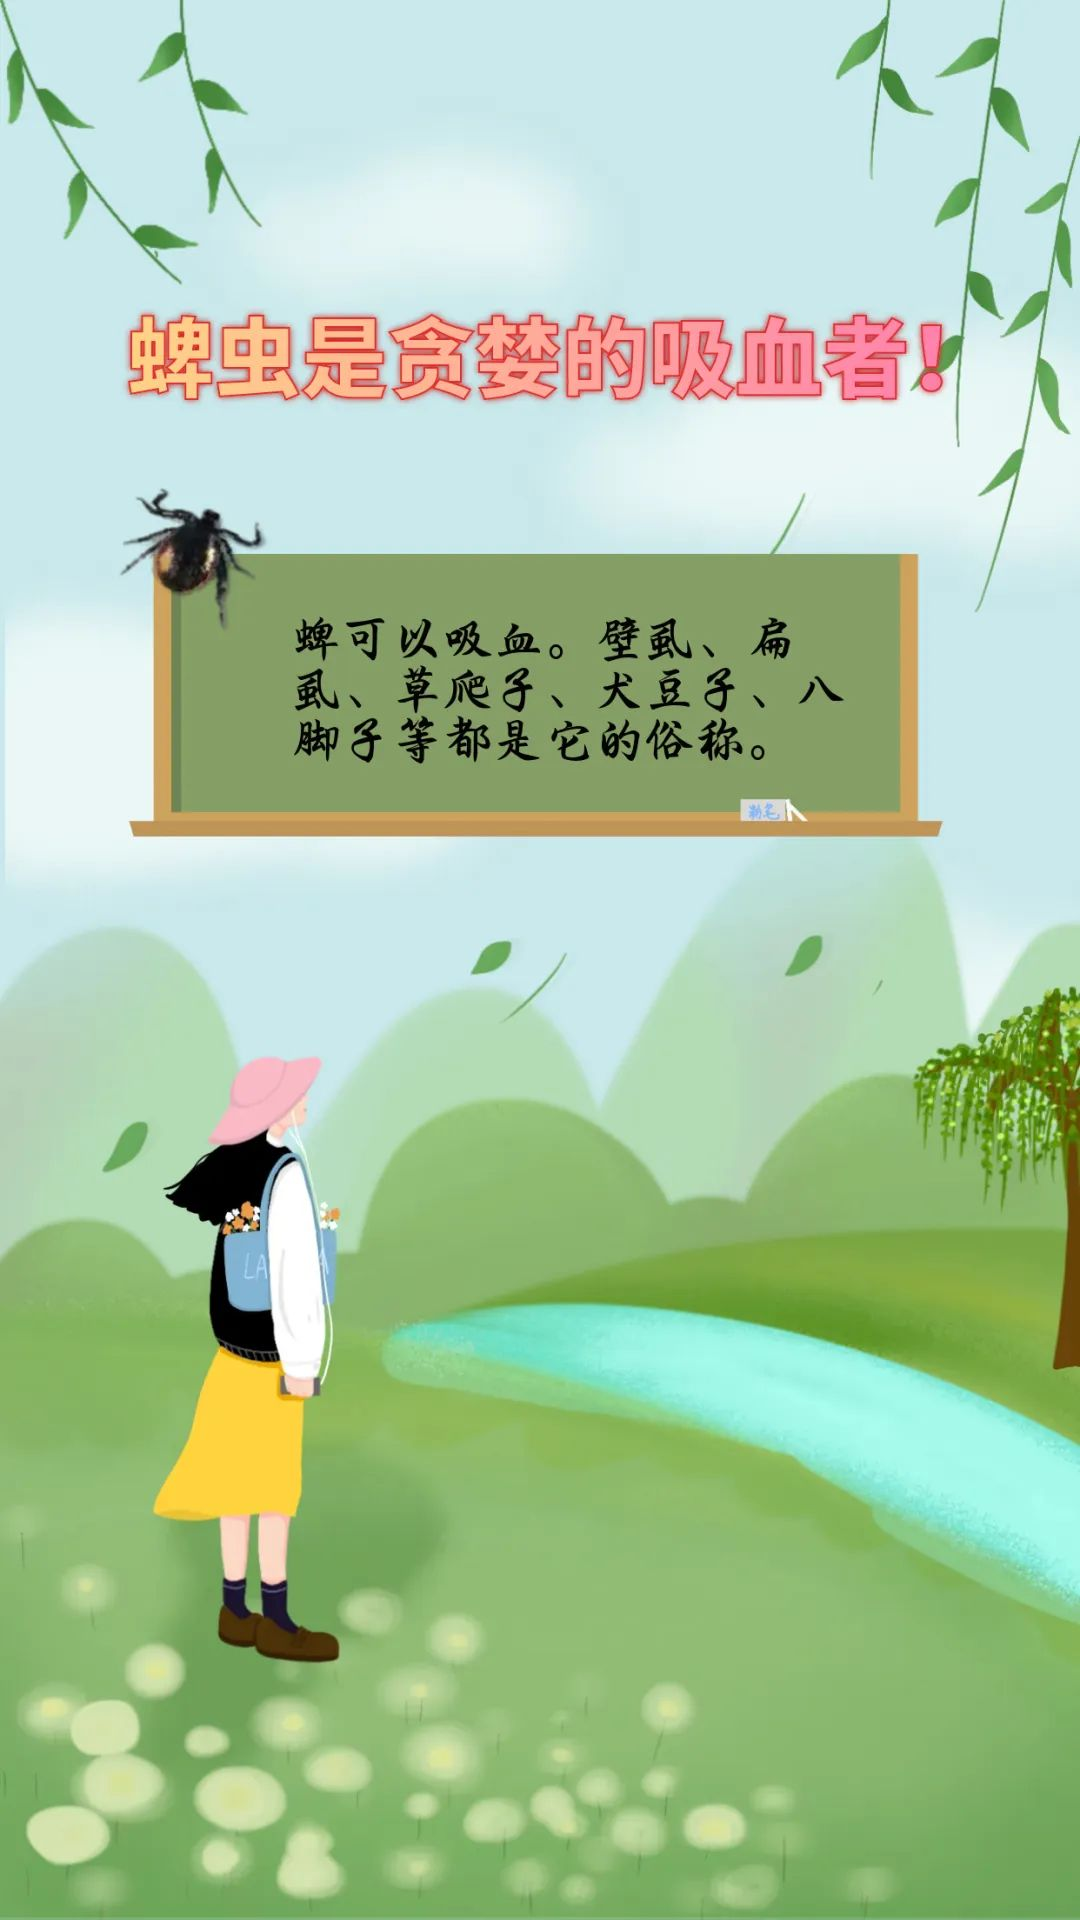 蜱虫是贪婪的吸血者！
蜱可以吸血。壁虱、扁
虱、草爬子、犬豆子、八
脚子等都是它的俗称。
LA